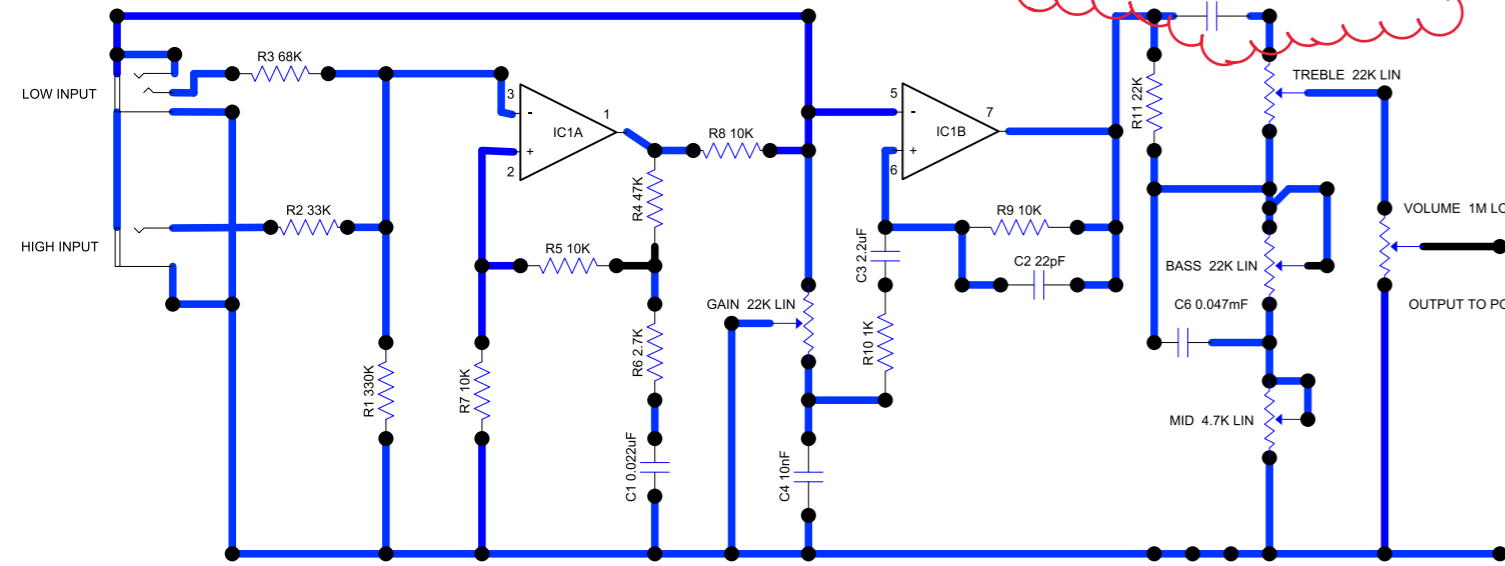 R3 68K
LOW INPUT
3
-
IC1A
+
2
1
R8 10K
R4 47K
5
-
IC1B
+
6
7
R11 22K
TREBLE 22K LIN
R2 33K
HIGH INPUT
R5 10K
R9 10K
C3 2.2uF
C2 22pF
VOLUME 1M LO
BASS 22K LIN
GAIN 22K LIN
C6 0.047mF
OUTPUT TO PO
R1 330K
R7 10K
R6 2.7K
R10 1K
MID 4.7K LIN
C1 0.022uF
C4 10nF